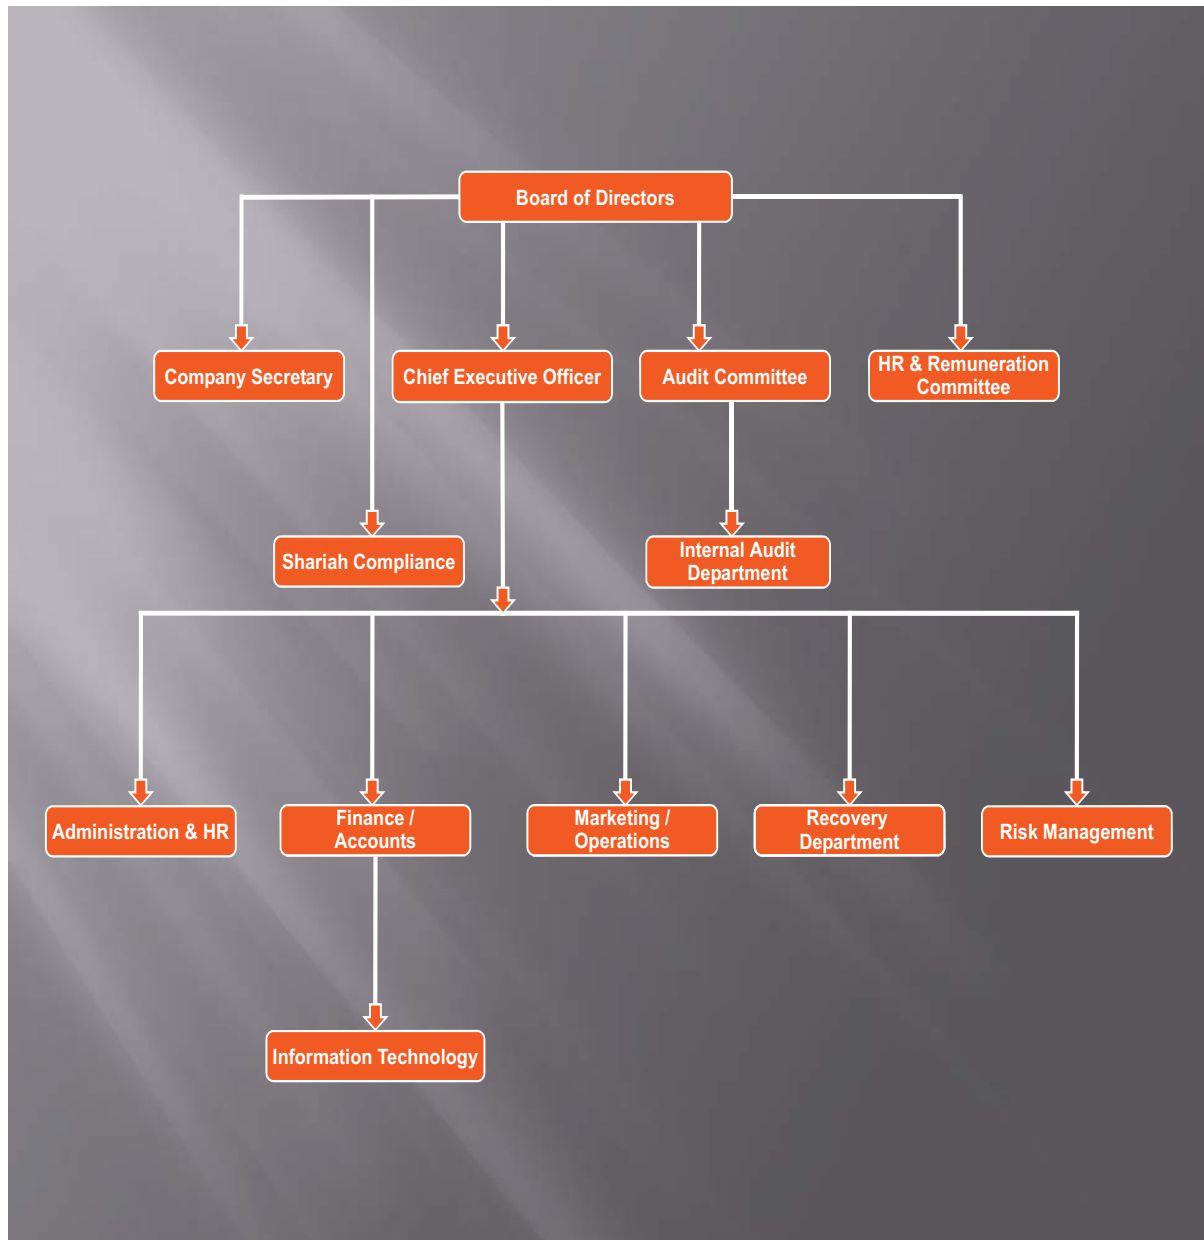 Board of Directors
Company Secretary
Chief Executive Officer
Audit Committee
HR & Remuneration
Committee
Shariah Compliance
Internal Audit
Department
Administration & HR
Finance /
Accounts
Marketing /
Operations
Recovery
Department
Risk Management
Information Technology